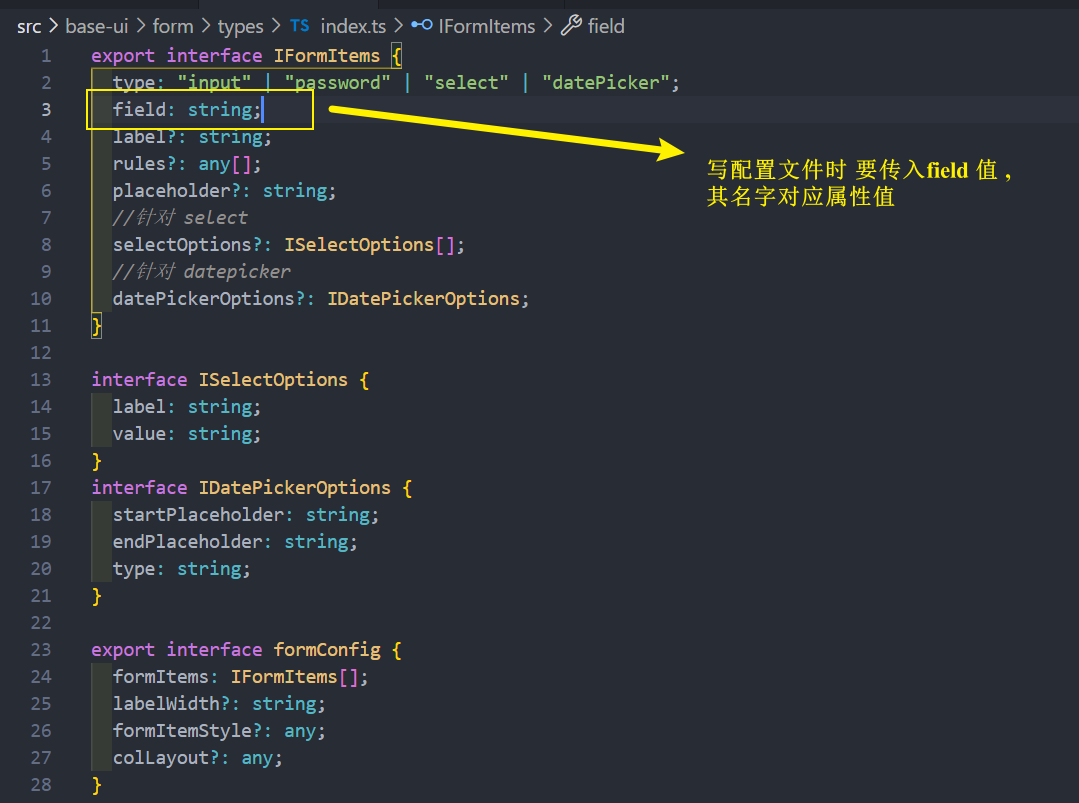 src > base-ui > form > types > TS index.ts > IFormItems > field
1 export interface IFormItems {
2 type: "input" | "password" | "select" | "datePicker";
3 field: string;
4 label?: string;
5 rules?: any[];
写配置文件时 要传入field 值 ,
6 placeholder?: string;
其名字对应属性值
7 //针对 select
8 selectOptions?: ISelectOptions[];
9 //针对 datepicker
10 datePickerOptions?: IDatePickerOptions;
11 }
12
13 interface ISelectOptions {
14 label: string;
15 value: string;
16 }
17 interface IDatePickerOptions {
18 startPlaceholder: string;
19 endPlaceholder: string;
20 type: string;
21 }
22
23 export interface formConfig {
24 formItems: IFormItems[];
25 labelWidth?: string;
26 formItemStyle?: any;
27 colLayout?: any;
28 }